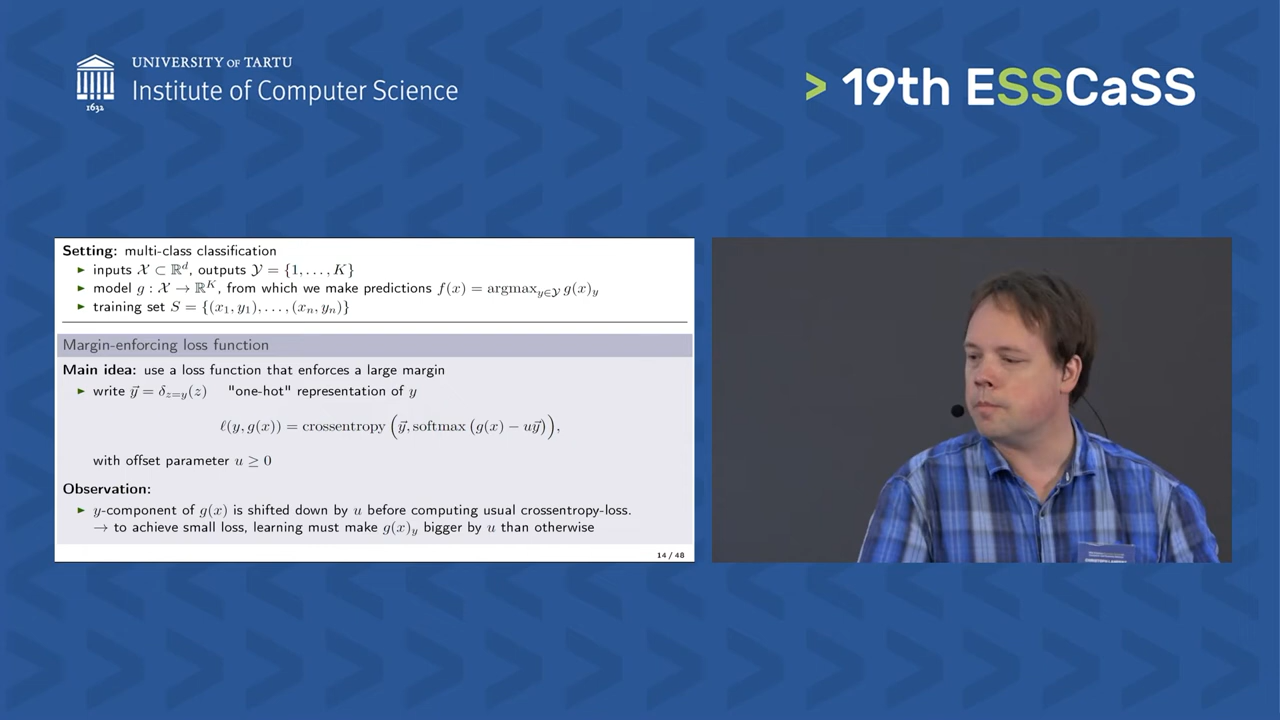 UNIVERSITY OF TARTU
Institute of Computer Science
1632
> 19th ESSCaSS
Setting: multi-class classification
▶ inputs 𝒳 ⊂ ℝ^d, outputs 𝒴 = {1, . . . , K}
▶ model g : 𝒳 → ℝ^K, from which we make predictions f(x) = argmax_{y∈𝒴} g(x)_y
▶ training set S = {(x_1, y_1), . . . , (x_n, y_n)}
Margin-enforcing loss function
Main idea: use a loss function that enforces a large margin
▶ write y⃗ = δ_{z=y}(z) "one-hot" representation of y
ℓ(y, g(x)) = crossentropy (y⃗, softmax (g(x) − uy⃗)),
with offset parameter u ≥ 0
Observation:
▶ y-component of g(x) is shifted down by u before computing usual crossentropy-loss.
→ to achieve small loss, learning must make g(x)_y bigger by u than otherwise
14 / 48